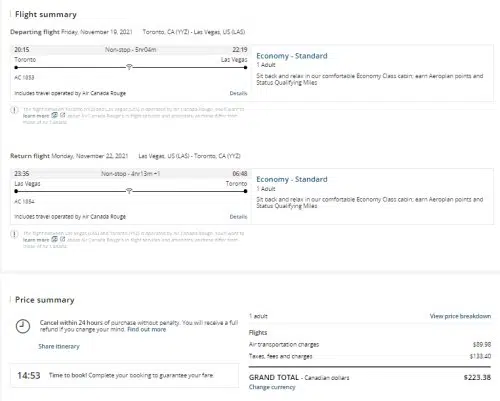 Flight summary
Departing flight Friday, November 19, 2021 Toronto, CA (YYZ) - Las Vegas, US (LAS)
20:15 Non-stop - 5hr04m 22:19
Toronto Las Vegas
AC 1853
Includes travel operated by Air Canada Rouge Details
Economy - Standard
1 Adult
Sit back and relax in our comfortable Economy Class cabin; earn Aeroplan points and
Status Qualifying Miles
learn more
Return flight Monday, November 22, 2021 Las Vegas, US (LAS) - Toronto, CA (YYZ)
23:35 Non-stop - 4hr13m +1 06:48
Las Vegas Toronto
AC 1854
Includes travel operated by Air Canada Rouge Details
Economy - Standard
1 Adult
Sit back and relax in our comfortable Economy Class cabin; earn Aeroplan points and
Status Qualifying Miles
learn more
Price summary
Cancel within 24 hours of purchase without penalty. You will receive a full
refund if you change your mind. Find out more
Share itinerary
14:53 Time to book! Complete your booking to guarantee your fare
1 adult View price breakdown
Flights
Air transportation charges $89.98
Taxes, fees and charges $133.40
GRAND TOTAL - Canadian dollars $223.38
Change currency